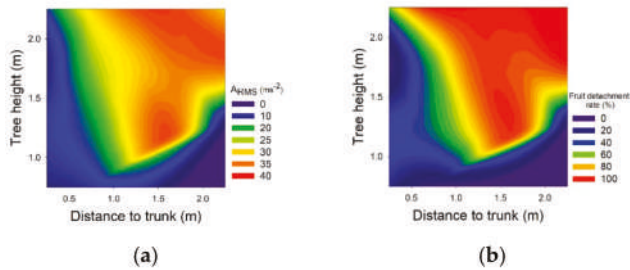 2.0
1.5
1.0
Tree height (m)
0.5 1.0 1.5 2.0
Distance to trunk (m)
ARMS (ms-2)
0
10
20
25
30
35
40
(a)
2.0
1.5
1.0
Tree height (m)
0.5 1.0 1.5 2.0
Distance to trunk (m)
Fruit detachment
rate (%)
0
20
40
60
80
100
(b)